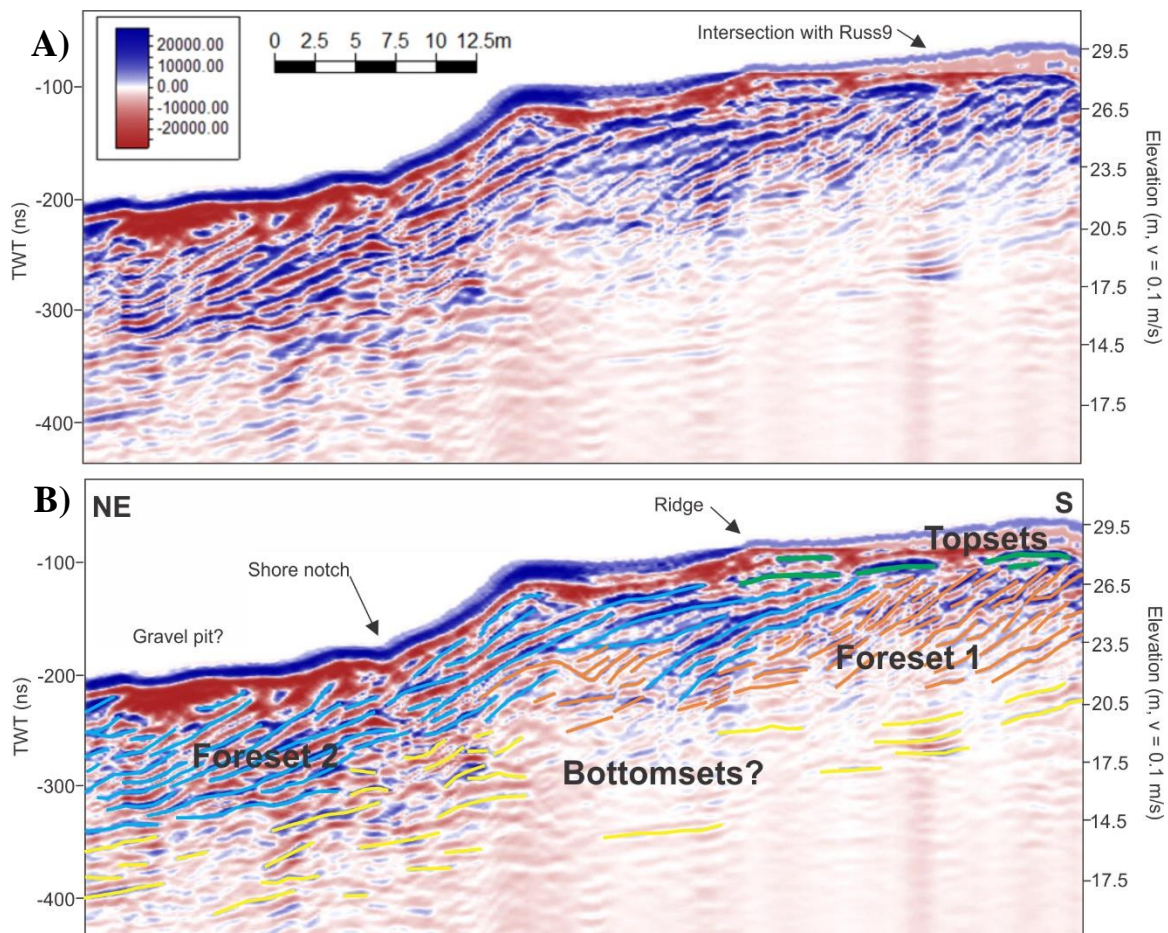 A)
20000.00
10000.00
0.00
-10000.00
-20000.00
0 2.5 5 7.5 10 12.5m
Intersection with Russ9
TWT (ns)
-100
-200
-300
-400
29.5
26.5
23.5
20.5
17.5
14.5
17.5
Elevation (m, v = 0.1 m/s)
B)
NE
S
Ridge
Shore notch
Gravel pit?
Topsets
Foreset 1
Foreset 2
Bottomsets?
TWT (ns)
-100
-200
-300
-400
29.5
26.5
23.5
20.5
17.5
14.5
17.5
Elevation (m, v = 0.1 m/s)